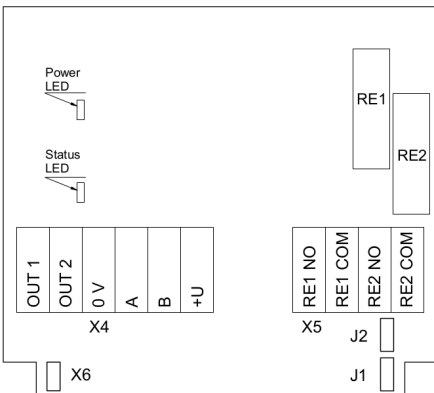 Power
LED
RE1
RE2
Status
LED
OUT 1
OUT 2
0 V
A
B
+U
RE1 NO
RE1 COM
RE2 NO
RE2 COM
X4
X5
J2
X6
J1